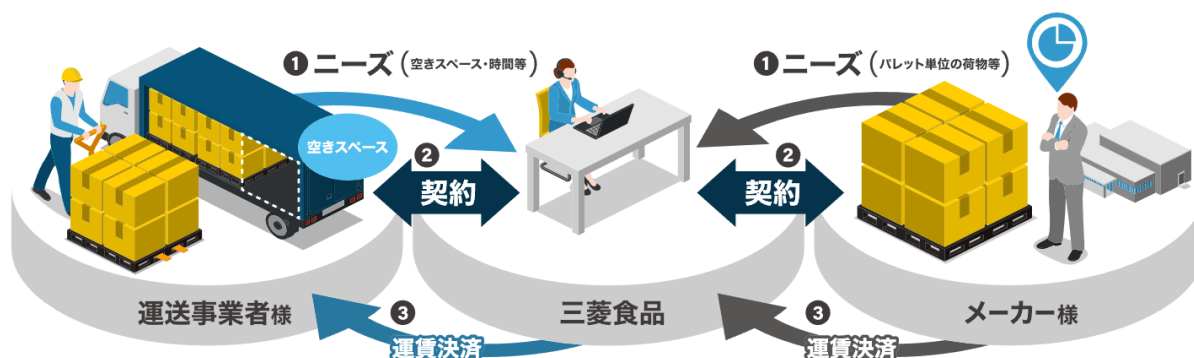 ❶ニーズ(空きスペース・時間等)
❶ニーズ(パレット単位の荷物等)
空きスペース
❷
契約
❷
契約
運送事業者様
三菱食品
メーカー様
❸
運賃決済
❸
運賃決済